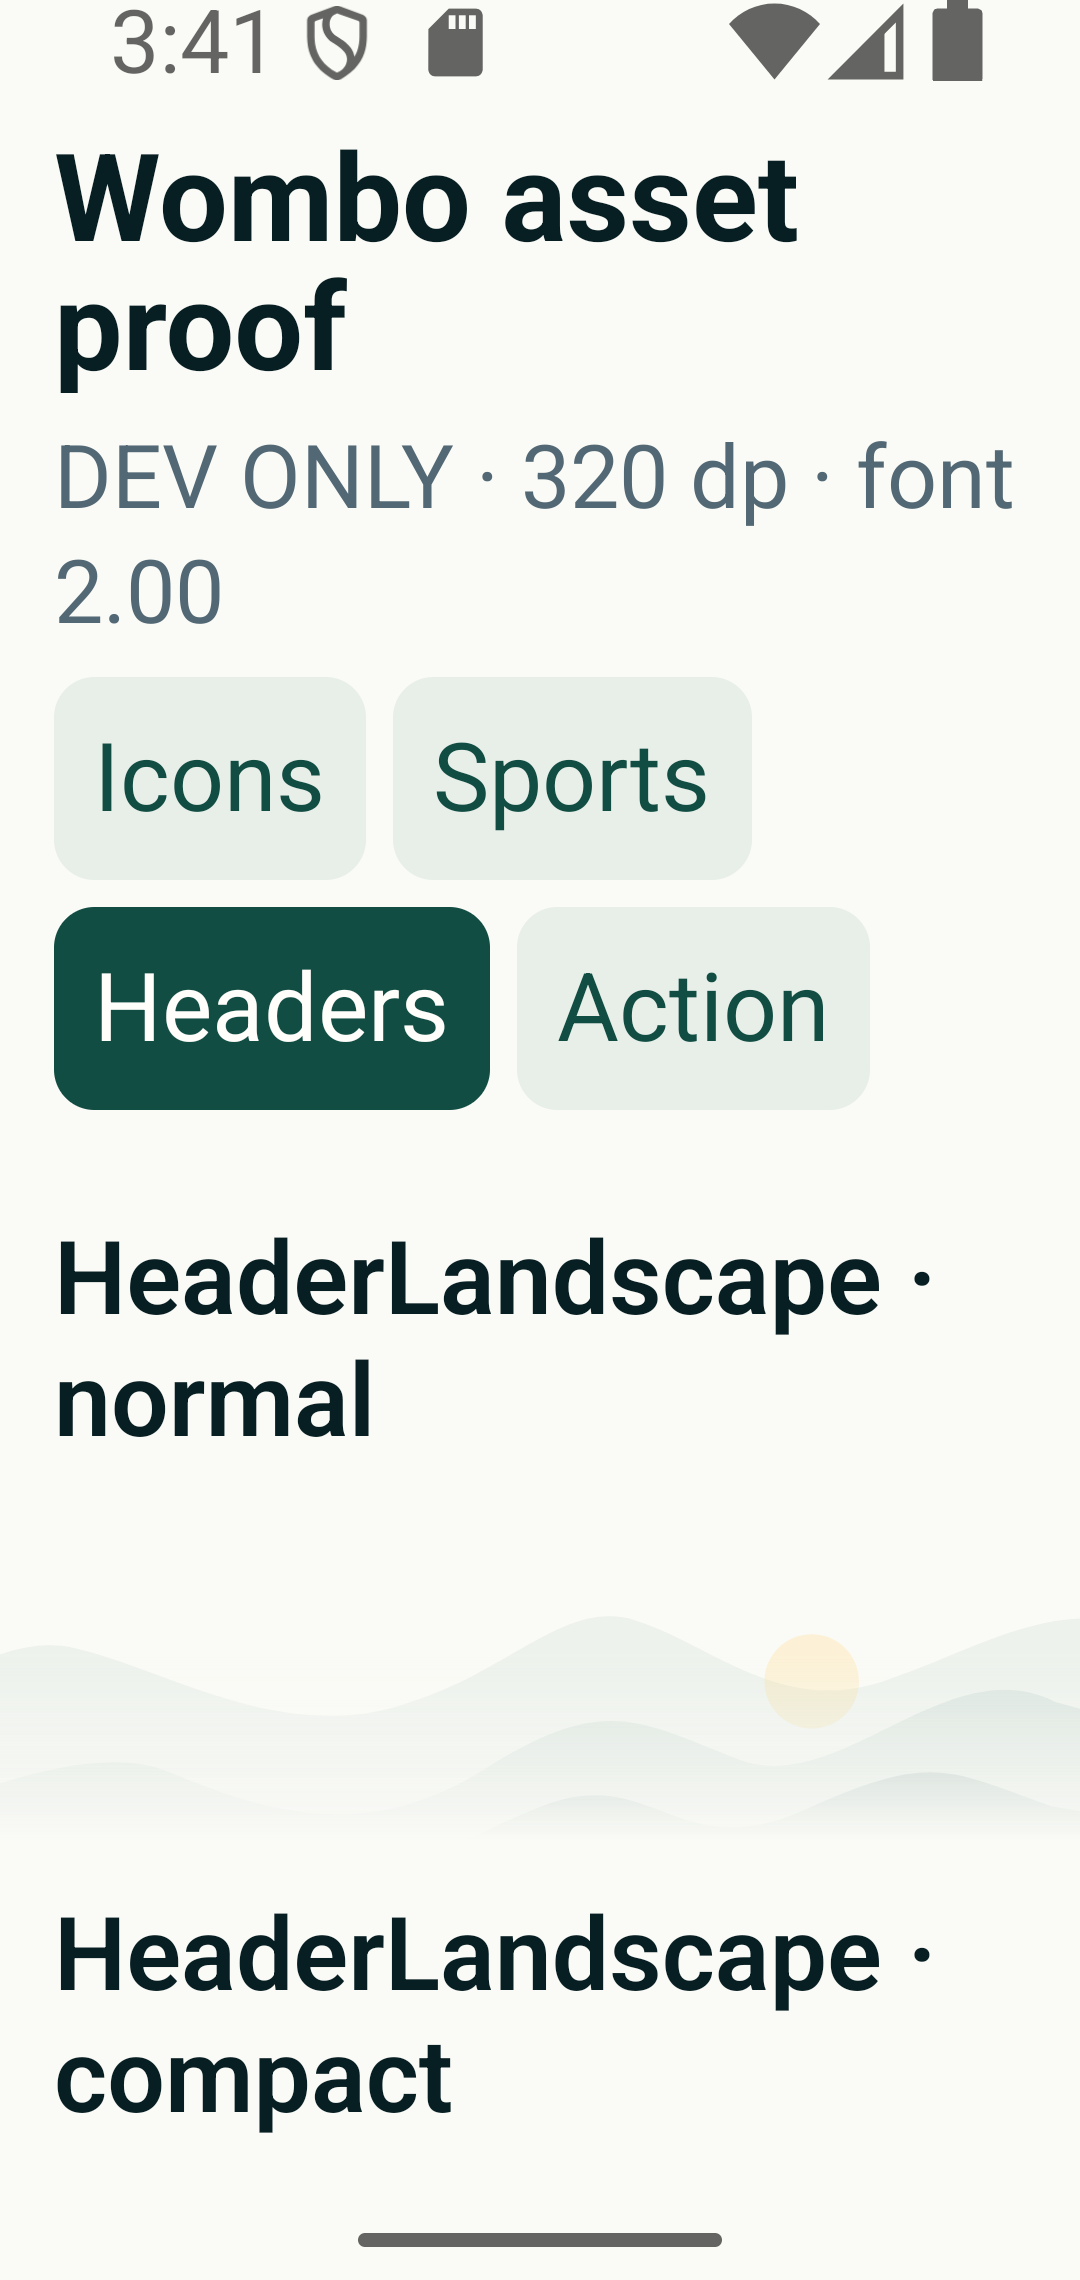 3:41
Wombo asset
proof
DEV ONLY · 320 dp · font
2.00
Icons
Sports
Headers
Action
HeaderLandscape ·
normal
HeaderLandscape ·
compact